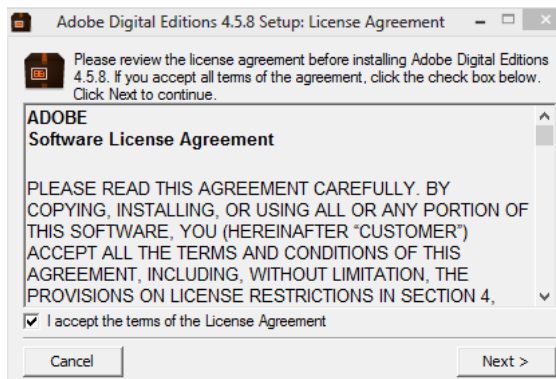 Adobe Digital Editions 4.5.8 Setup: License Agreement
Please review the license agreement before installing Adobe Digital Editions
4.5.8. If you accept all terms of the agreement, click the check box below.
Click Next to continue.
ADOBE
Software License Agreement
PLEASE READ THIS AGREEMENT CAREFULLY. BY
COPYING, INSTALLING, OR USING ALL OR ANY PORTION OF
THIS SOFTWARE, YOU (HEREINAFTER “CUSTOMER”)
ACCEPT ALL THE TERMS AND CONDITIONS OF THIS
AGREEMENT, INCLUDING, WITHOUT LIMITATION, THE
PROVISIONS ON LICENSE RESTRICTIONS IN SECTION 4,
I accept the terms of the License Agreement
Cancel
Next >